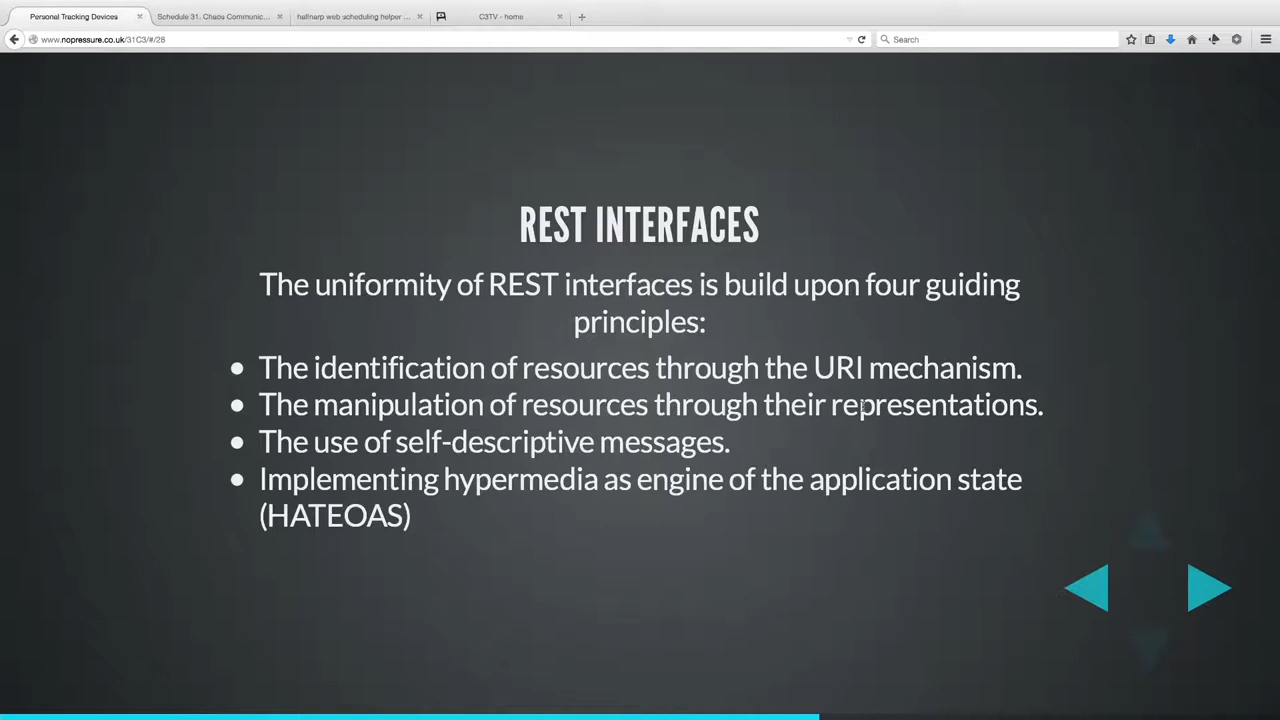 Personal Tracking Devices
Schedule 31. Chaos Communic...
halfnarp web scheduling helper ...
C3TV - home
www.nopressure.co.uk/31C3/#/28
Search
REST INTERFACES
The uniformity of REST interfaces is build upon four guiding
principles:
The identification of resources through the URI mechanism.
The manipulation of resources through their representations.
The use of self-descriptive messages.
Implementing hypermedia as engine of the application state
(HATEOAS)